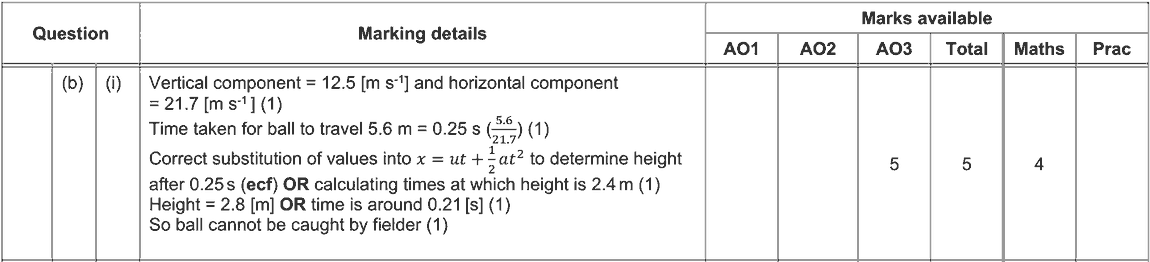 Question Marking details Marks available
AO1 AO2 AO3 Total Maths Prac
(b) (i) Vertical component = 12.5 [m s⁻¹] and horizontal component
= 21.7 [m s⁻¹] (1)
Time taken for ball to travel 5.6 m = 0.25 s (5.6/21.7) (1)
Correct substitution of values into x = ut + 1/2 at² to determine height
after 0.25 s (ecf) OR calculating times at which height is 2.4 m (1)
Height = 2.8 [m] OR time is around 0.21 [s] (1)
So ball cannot be caught by fielder (1)
5 5 4